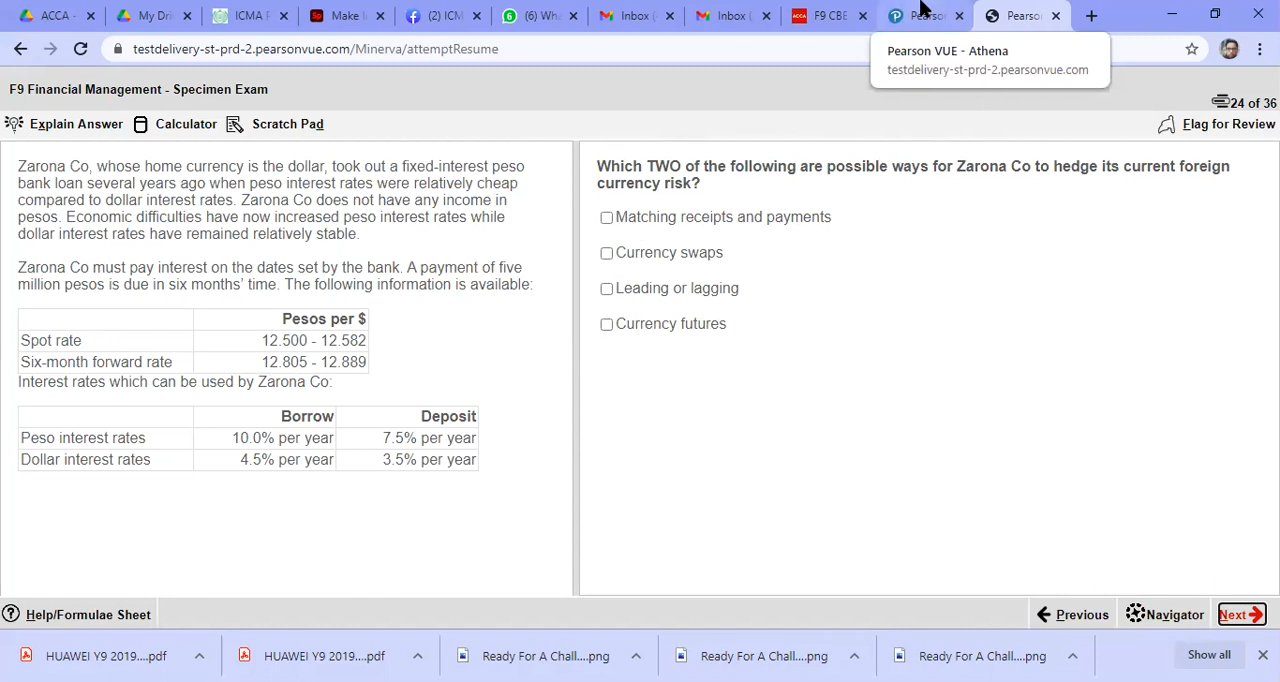 ACCA -
My Dri
ICMA F
Make I
(2) ICM
(6) Wha
Inbox (
Inbox (
F9 CBE
Pearson
Pearso
testdelivery-st-prd-2.pearsonvue.com/Minerva/attemptResume
Pearson VUE - Athena
testdelivery-st-prd-2.pearsonvue.com
F9 Financial Management - Specimen Exam
24 of 36
Explain Answer
Calculator
Scratch Pad
Flag for Review
Zarona Co, whose home currency is the dollar, took out a fixed-interest peso
bank loan several years ago when peso interest rates were relatively cheap
compared to dollar interest rates. Zarona Co does not have any income in
pesos. Economic difficulties have now increased peso interest rates while
dollar interest rates have remained relatively stable.
Zarona Co must pay interest on the dates set by the bank. A payment of five
million pesos is due in six months' time. The following information is available:
Pesos per $
Spot rate 12.500 - 12.582
Six-month forward rate 12.805 - 12.889
Interest rates which can be used by Zarona Co:
Borrow Deposit
Peso interest rates 10.0% per year 7.5% per year
Dollar interest rates 4.5% per year 3.5% per year
Which TWO of the following are possible ways for Zarona Co to hedge its current foreign
currency risk?
Matching receipts and payments
Currency swaps
Leading or lagging
Currency futures
Help/Formulae Sheet
Previous
Navigator
Next
HUAWEI Y9 2019....pdf
HUAWEI Y9 2019....pdf
Ready For A Chall....png
Ready For A Chall....png
Ready For A Chall....png
Show all